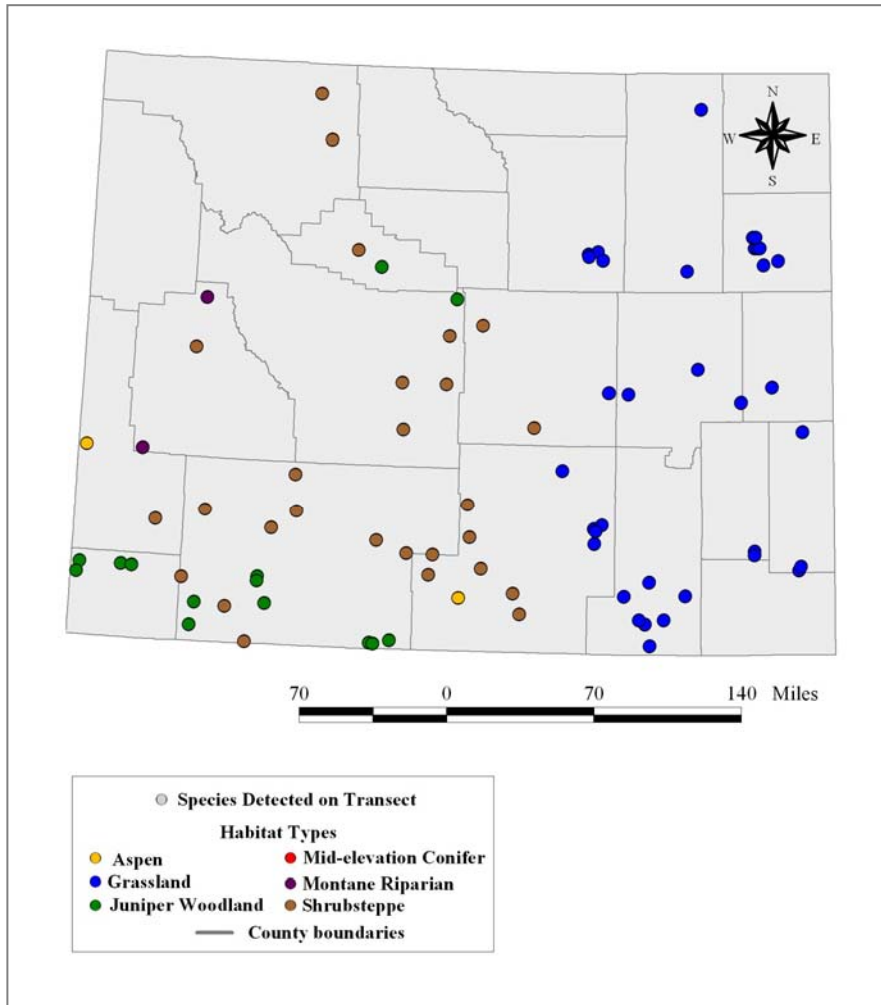 N
W E
S
70 0 70 140 Miles
Species Detected on Transect
Habitat Types
Aspen Mid-elevation Conifer
Grassland Montane Riparian
Juniper Woodland Shrubsteppe
County boundaries